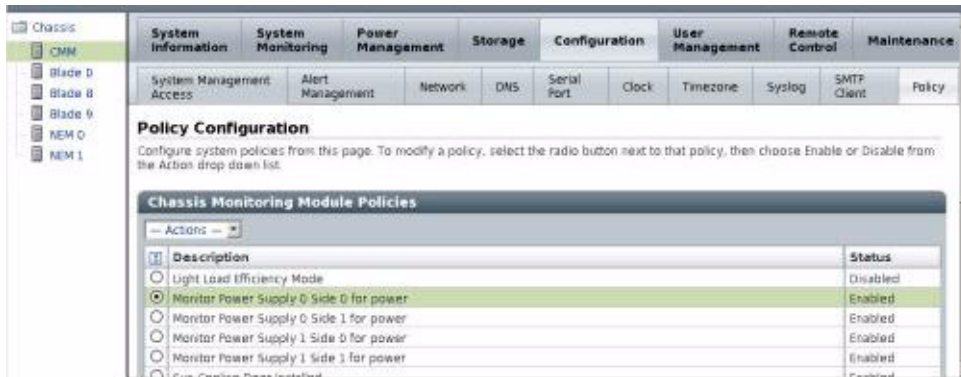 Chassis
CMM
Blade 0
Blade 8
Blade 9
NEM 0
NEM 1
System Information
System Monitoring
Power Management
Storage
Configuration
User Management
Remote Control
Maintenance
System Management Access
Alert Management
Network
DNS
Serial Port
Clock
Timezone
Syslog
SMTP Client
Policy
Policy Configuration
Configure system policies from this page. To modify a policy, select the radio button next to that policy, then choose Enable or Disable from
the Action drop down list.
Chassis Monitoring Module Policies
— Actions —
Description Status
Light Load Efficiency Mode Disabled
Monitor Power Supply 0 Side 0 for power Enabled
Monitor Power Supply 0 Side 1 for power Enabled
Monitor Power Supply 1 Side 0 for power Enabled
Monitor Power Supply 1 Side 1 for power Enabled